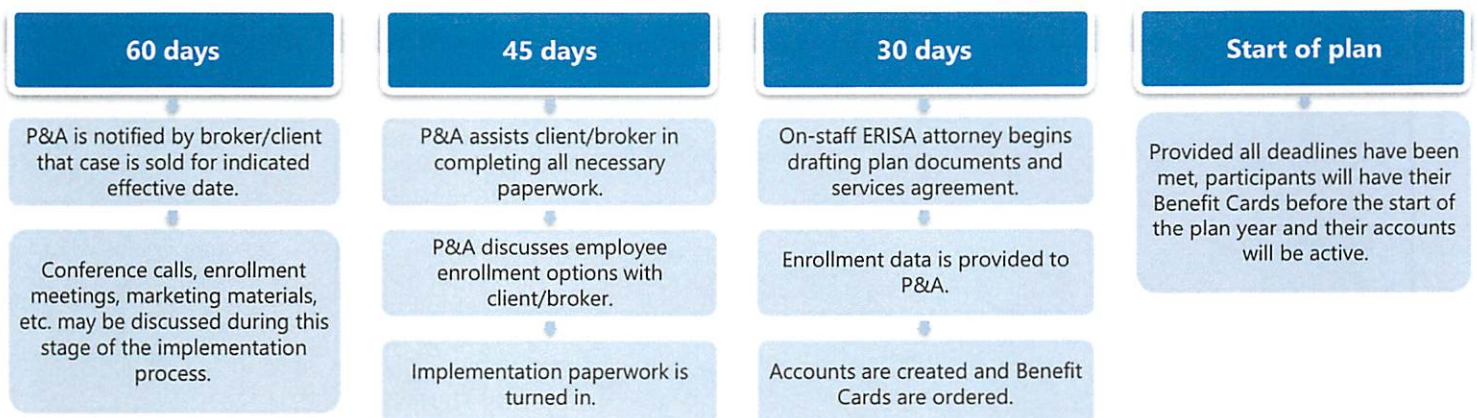 60 days
P&A is notified by broker/client
that case is sold for indicated
effective date.
Conference calls, enrollment
meetings, marketing materials,
etc. may be discussed during this
stage of the implementation
process.
45 days
P&A assists client/broker in
completing all necessary
paperwork.
P&A discusses employee
enrollment options with
client/broker.
Implementation paperwork is
turned in.
30 days
On-staff ERISA attorney begins
drafting plan documents and
services agreement.
Enrollment data is provided to
P&A.
Accounts are created and Benefit
Cards are ordered.
Start of plan
Provided all deadlines have been
met, participants will have their
Benefit Cards before the start of
the plan year and their accounts
will be active.